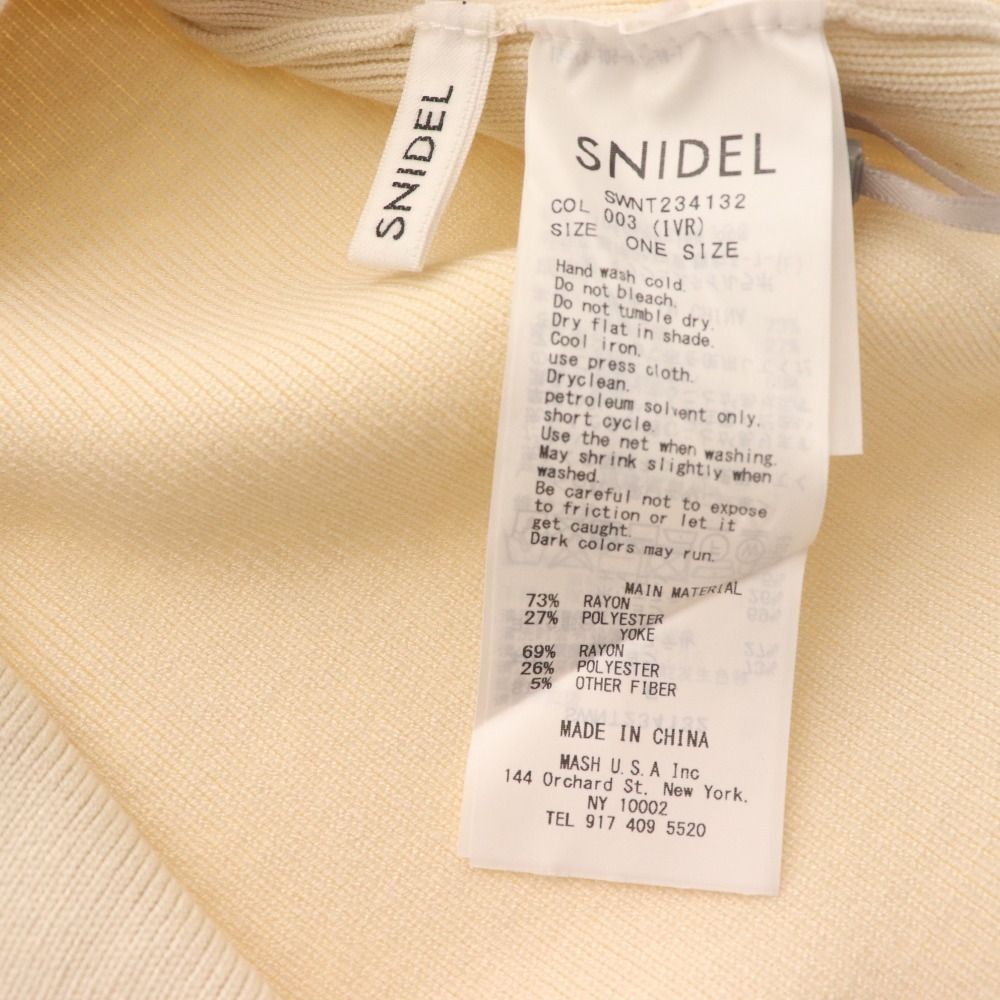 SNIDEL
SNIDEL
SWNT234132
COL 003 (IVR)
SIZE ONE SIZE
Hand wash cold.
Do not bleach.
Do not tumble dry.
Dry flat in shade.
Cool iron.
use press cloth.
Dryclean.
petroleum solvent only.
short cycle.
Use the net when washing.
May shrink slightly when
washed.
Be careful not to expose
to friction or let it
get caught.
Dark colors may run.
MAIN MATERIAL
73% RAYON
27% POLYESTER
YOKE
69% RAYON
26% POLYESTER
5% OTHER FIBER
MADE IN CHINA
MASH U.S.A Inc
144 Orchard St. New York.
NY 10002
TEL 917 409 5520